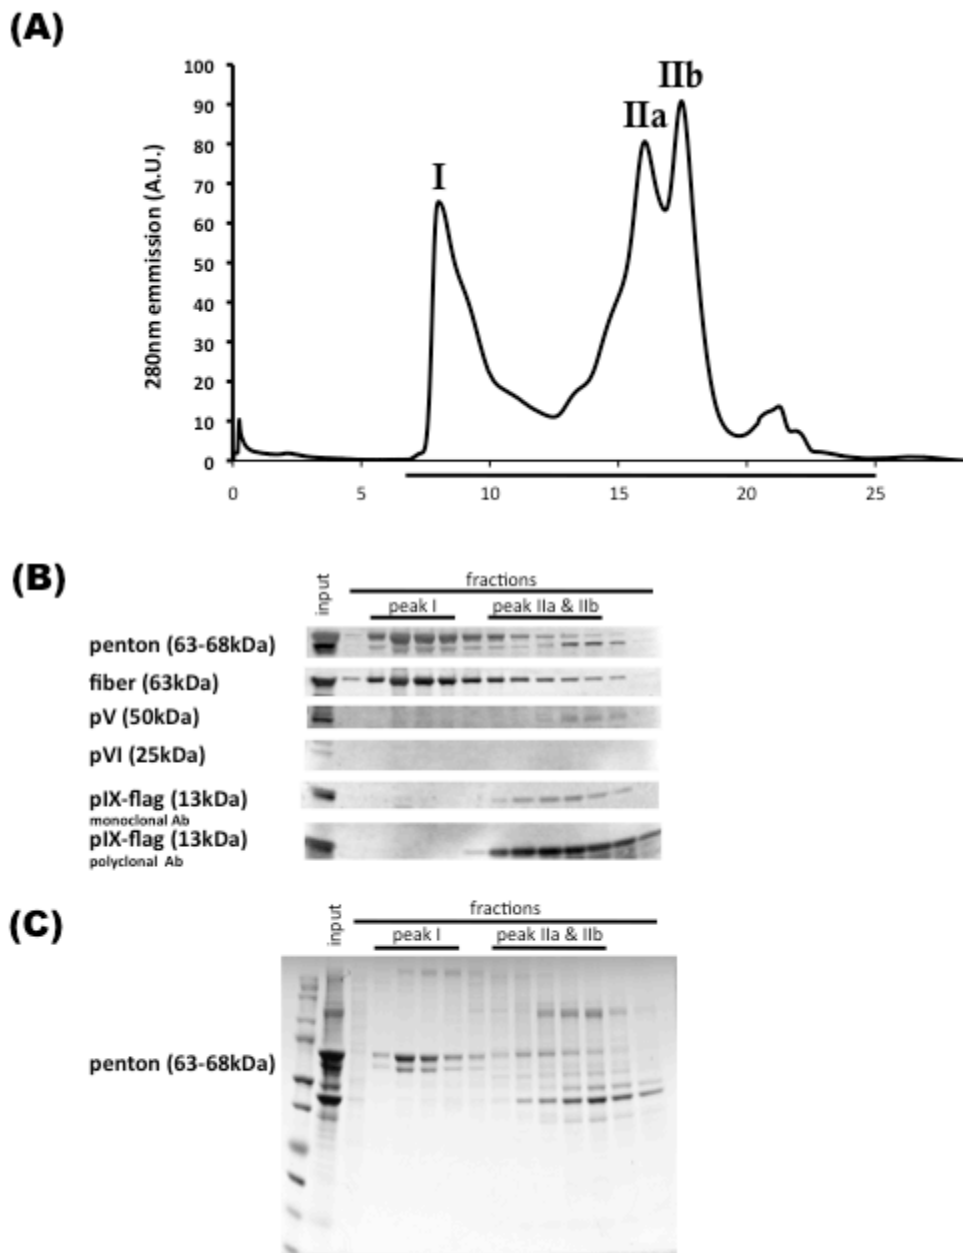 (A)
280nm emmission (A.U.)
100
90
80
70
60
50
40
30
20
10
0
I
IIa
IIb
0 5 10 15 20 25
(B)
input
fractions
peak I peak IIa & IIb
penton (63-68kDa)
fiber (63kDa)
pV (50kDa)
pVI (25kDa)
pIX-flag (13kDa)
monoclonal Ab
pIX-flag (13kDa)
polyclonal Ab
(C)
input
fractions
peak I peak IIa & IIb
penton (63-68kDa)